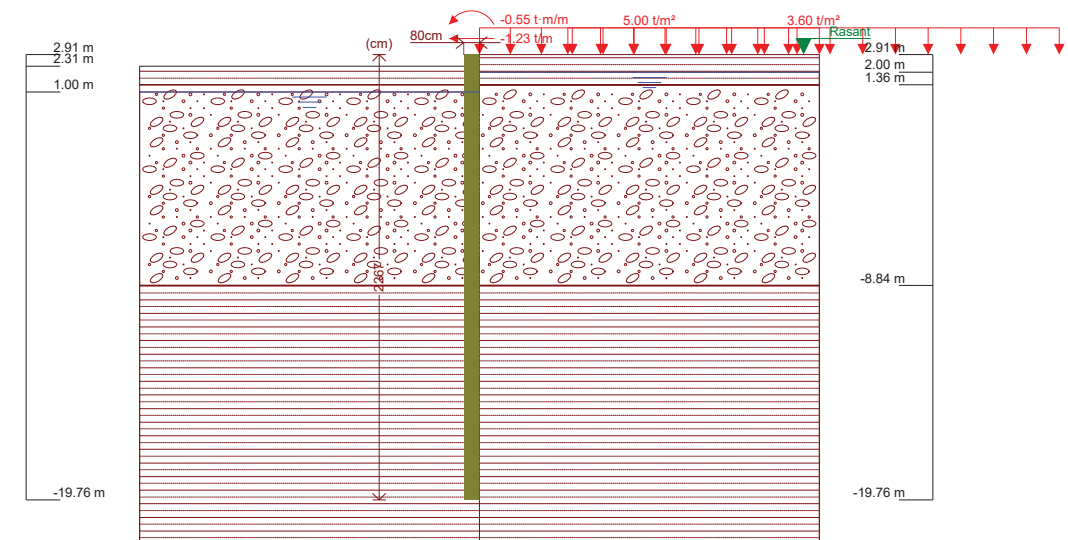 -0.55 t·m/m
5.00 t/m²
3.60 t/m²
80cm
-1.23 t/m
Rasant
(cm)
2.91 m
2.91 m
2.31 m
2.00 m
1.36 m
1.00 m
2267
-8.84 m
-19.76 m
-19.76 m